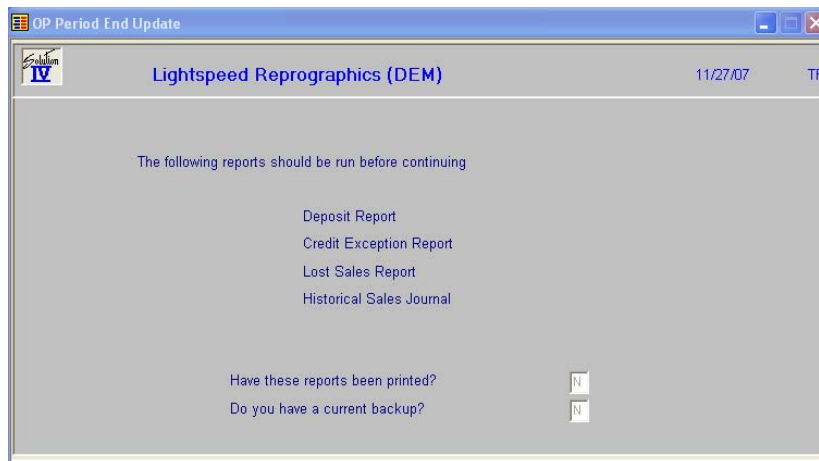 OP Period End Update
Solution IV
Lightspeed Reprographics (DEM) 11/27/07
The following reports should be run before continuing
Deposit Report
Credit Exception Report
Lost Sales Report
Historical Sales Journal
Have these reports been printed? N
Do you have a current backup? N